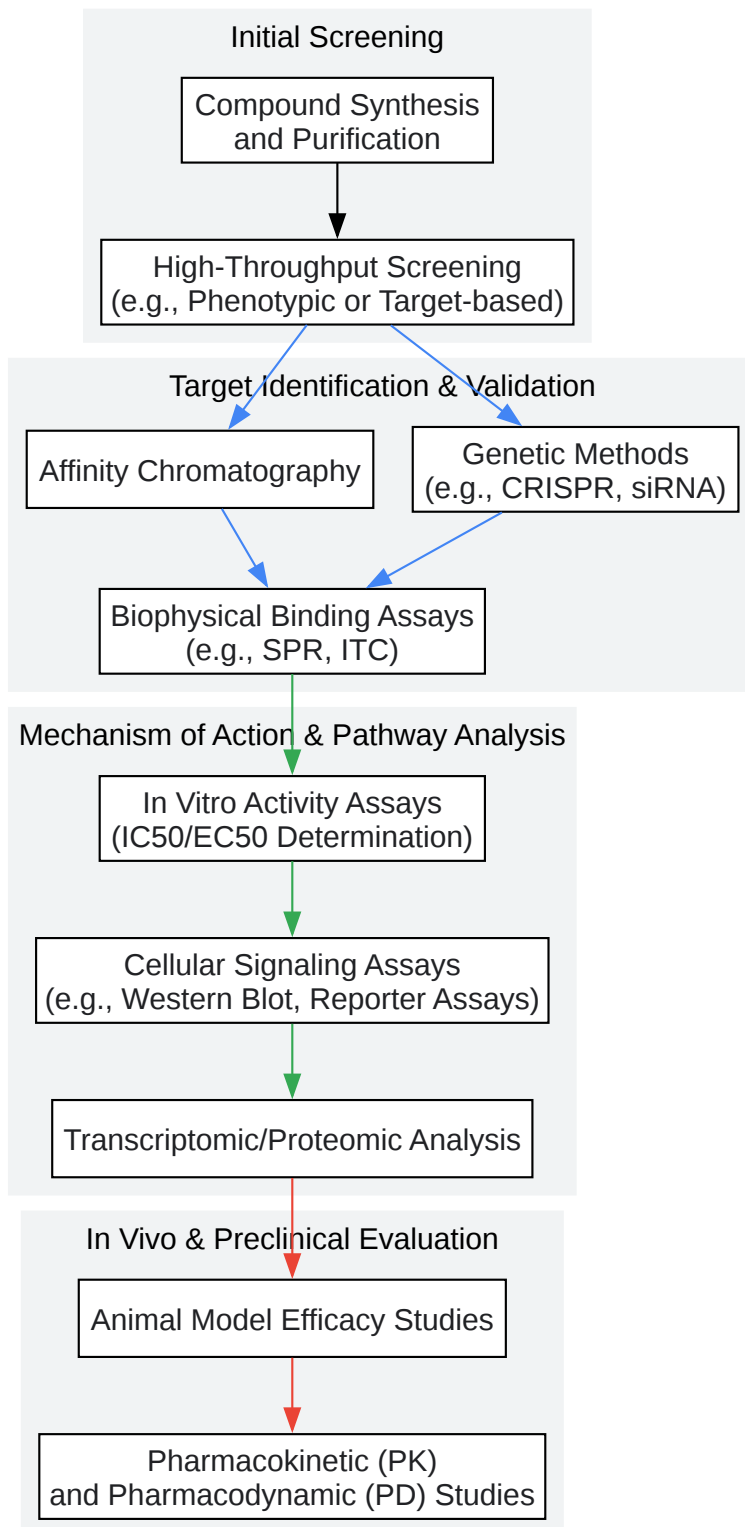 Initial Screening
Compound Synthesis
and Purification
High-Throughput Screening
(e.g., Phenotypic or Target-based)
Target Identification & Validation
Affinity Chromatography
Genetic Methods
(e.g., CRISPR, siRNA)
Biophysical Binding Assays
(e.g., SPR, ITC)
Mechanism of Action & Pathway Analysis
In Vitro Activity Assays
(IC50/EC50 Determination)
Cellular Signaling Assays
(e.g., Western Blot, Reporter Assays)
Transcriptomic/Proteomic Analysis
In Vivo & Preclinical Evaluation
Animal Model Efficacy Studies
Pharmacokinetic (PK)
and Pharmacodynamic (PD) Studies